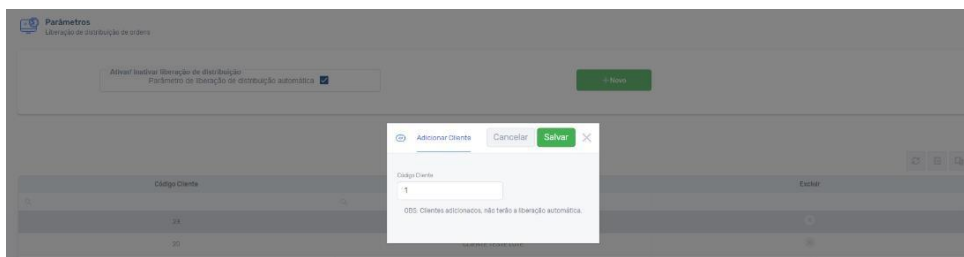 Parâmetros
Liberação de distribuição de ordens
Ativar/ Inativar liberação de distribuição
Parâmetro de liberação de distribuição automática
+ Novo
Adicionar Cliente
Cancelar
Salvar
Código Cliente
1
OBS: Clientes adicionados, não terão a liberação automática.
Código Cliente
Excluir
30